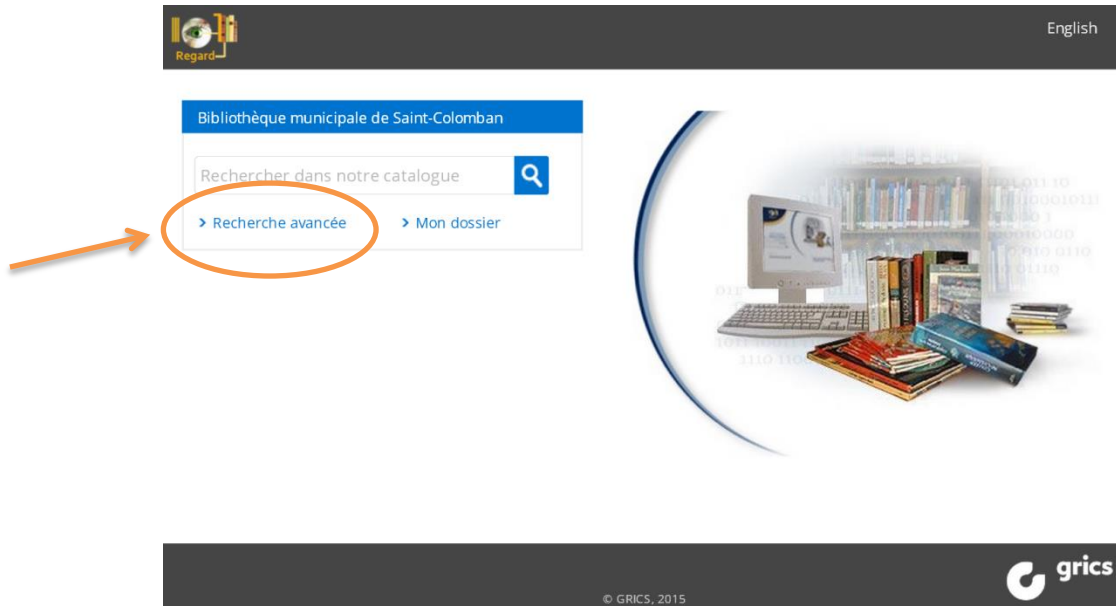 Regard
English
Bibliothèque municipale de Saint-Colomban
Rechercher dans notre catalogue
> Recherche avancée
> Mon dossier
grics
© GRICS, 2015